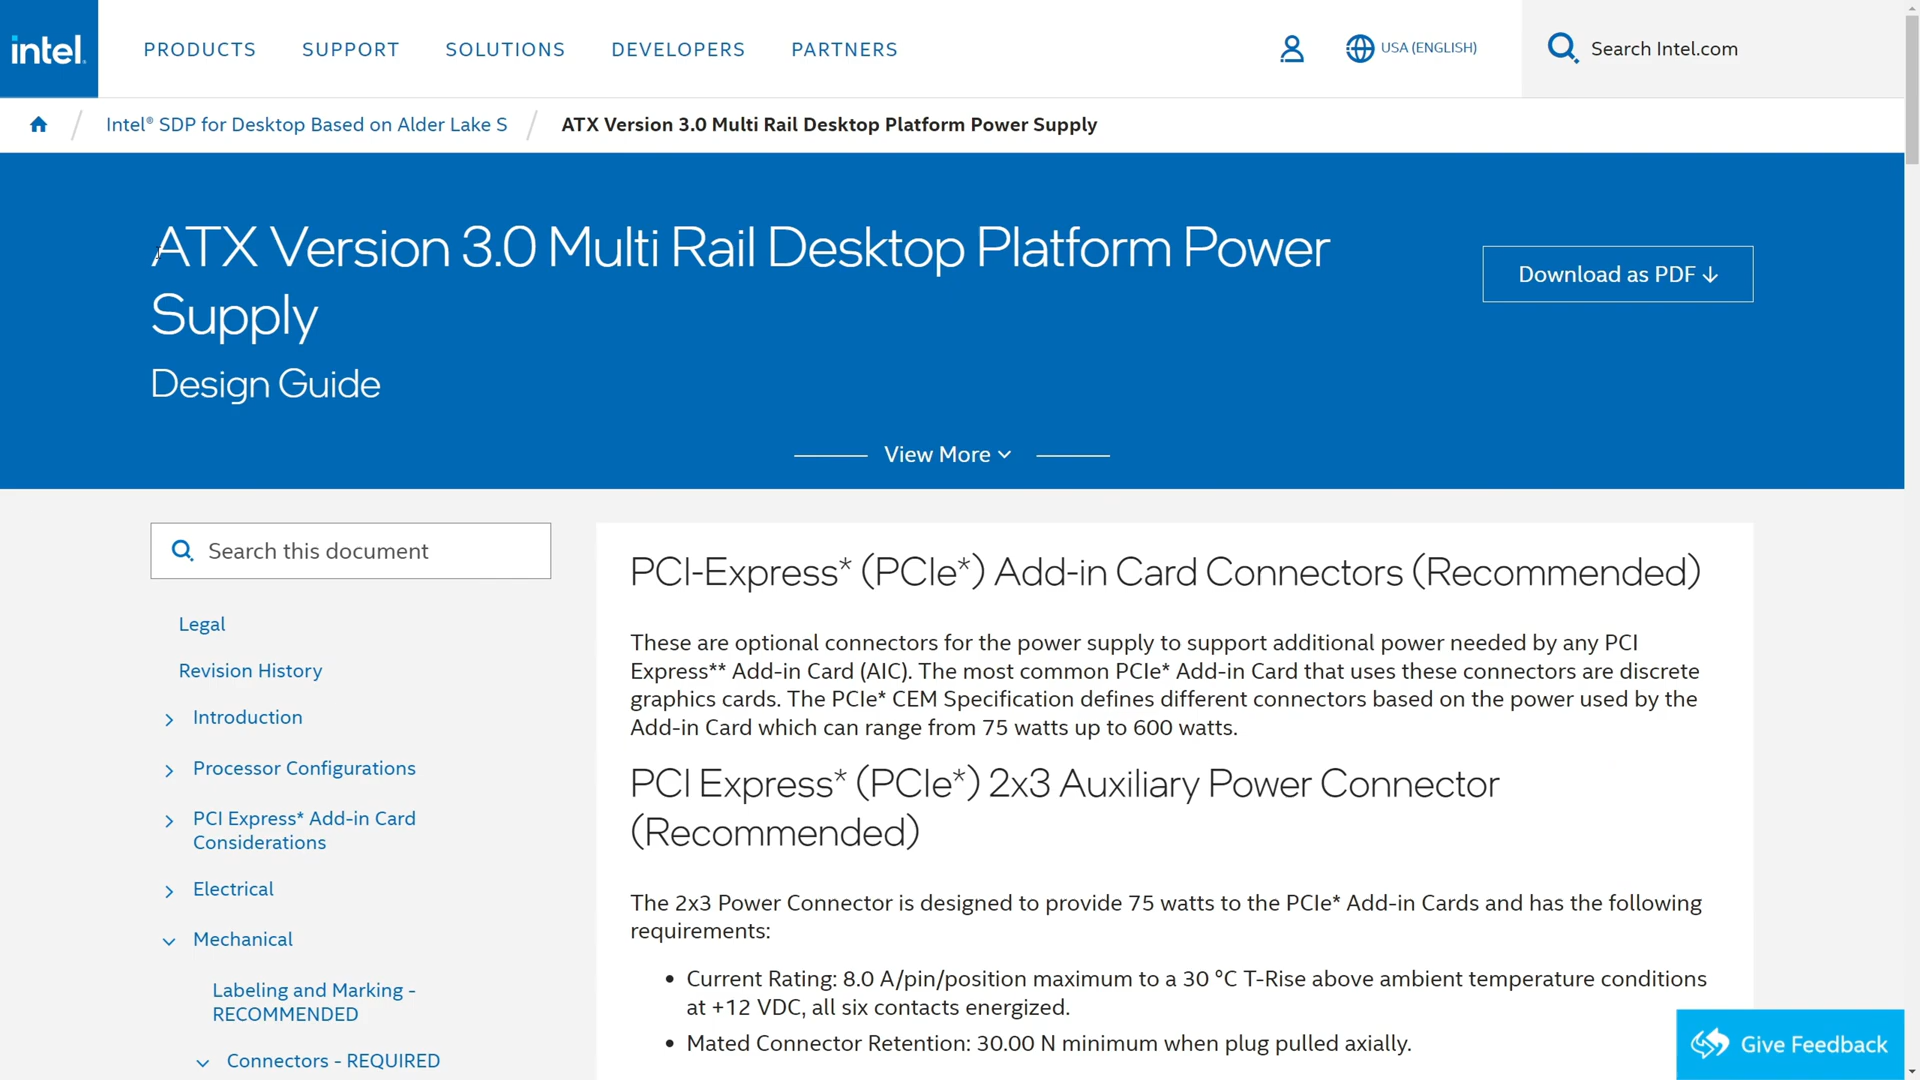 intel.
PRODUCTS SUPPORT SOLUTIONS DEVELOPERS PARTNERS
USA (ENGLISH)
Search Intel.com
Intel® SDP for Desktop Based on Alder Lake S / ATX Version 3.0 Multi Rail Desktop Platform Power Supply
ATX Version 3.0 Multi Rail Desktop Platform Power
Supply
Design Guide
Download as PDF
View More
Search this document
Legal
Revision History
Introduction
Processor Configurations
PCI Express* Add-in Card
Considerations
Electrical
Mechanical
Labeling and Marking -
RECOMMENDED
Connectors - REQUIRED
PCI-Express* (PCIe*) Add-in Card Connectors (Recommended)
These are optional connectors for the power supply to support additional power needed by any PCI
Express** Add-in Card (AIC). The most common PCIe* Add-in Card that uses these connectors are discrete
graphics cards. The PCIe* CEM Specification defines different connectors based on the power used by the
Add-in Card which can range from 75 watts up to 600 watts.
PCI Express* (PCIe*) 2x3 Auxiliary Power Connector
(Recommended)
The 2x3 Power Connector is designed to provide 75 watts to the PCIe* Add-in Cards and has the following
requirements:
• Current Rating: 8.0 A/pin/position maximum to a 30 °C T-Rise above ambient temperature conditions
at +12 VDC, all six contacts energized.
• Mated Connector Retention: 30.00 N minimum when plug pulled axially.
Give Feedback